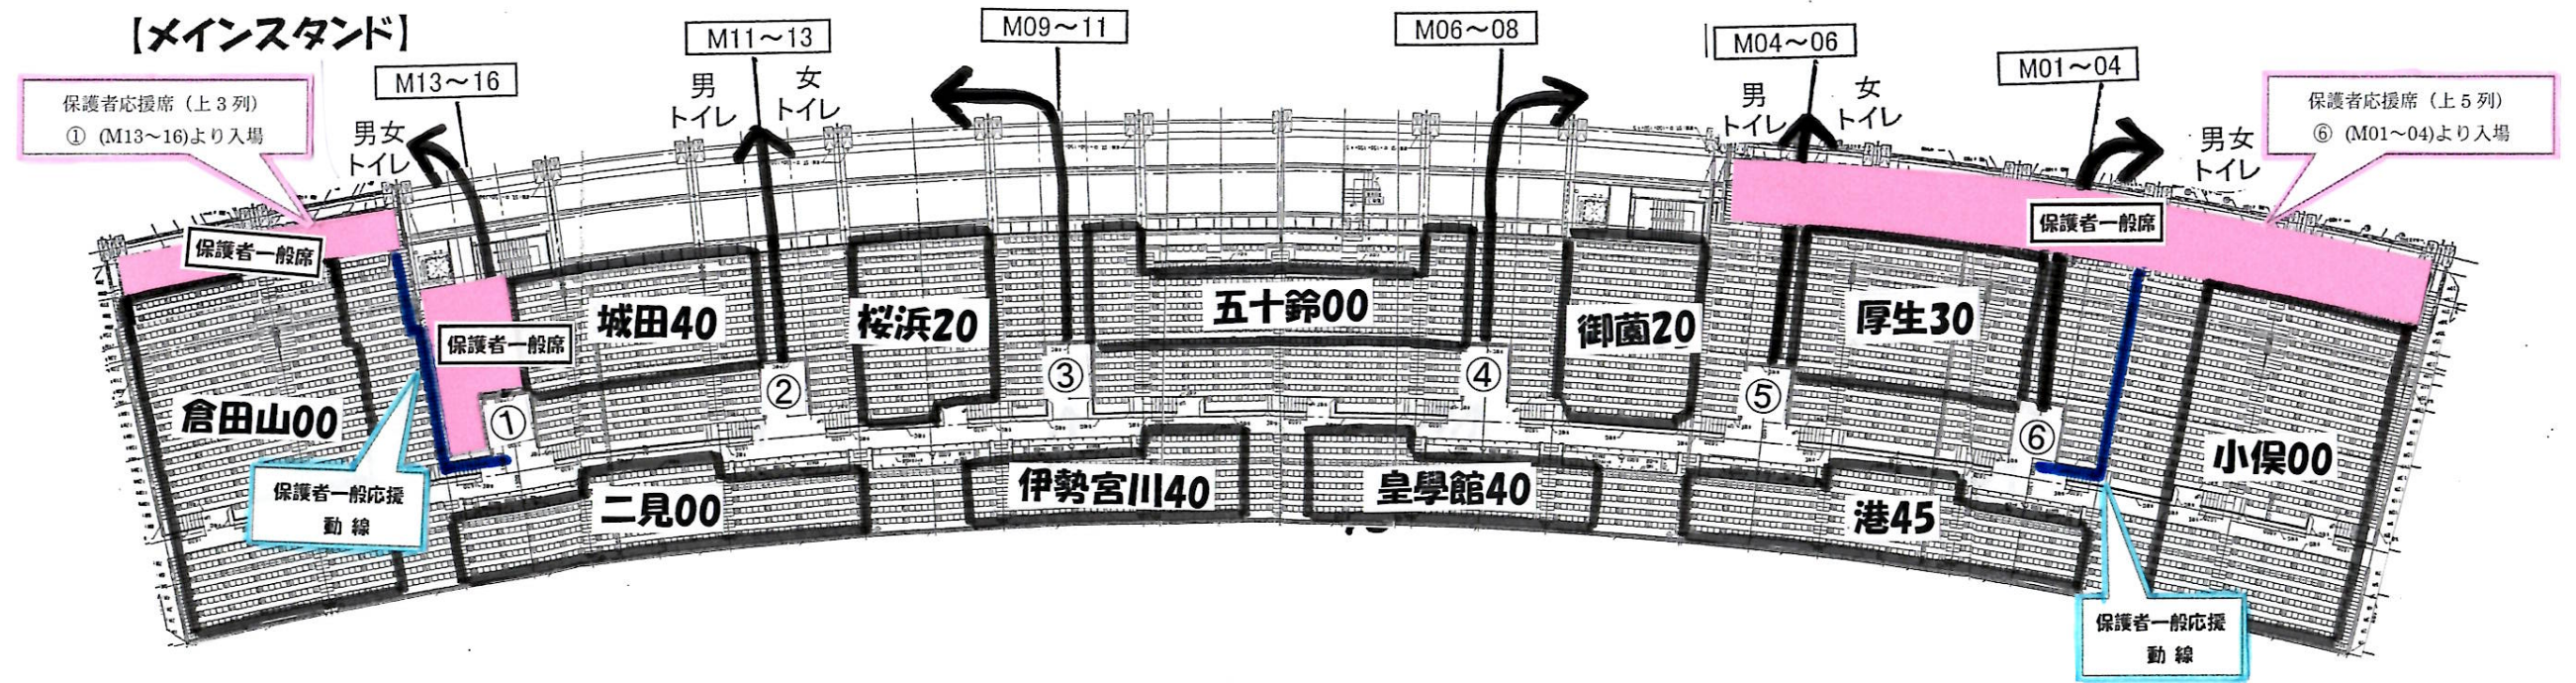 【メインスタンド】
M13～16
M11～13
M09～11
M06～08
M04～06
M01～04
保護者応援席（上３列）
① (M13～16)より入場
男女
トイレ
男
トイレ
女
トイレ
男
トイレ
女
トイレ
男女
トイレ
保護者応援席（上５列）
⑥ (M01～04)より入場
保護者一般席
保護者一般席
保護者一般席
倉田山00
城田40
桜浜20
五十鈴00
御薗20
厚生30
小俣00
①
②
③
④
⑤
⑥
二見00
伊勢宮川40
皇學館40
港45
保護者一般応援
動 線
保護者一般応援
動 線